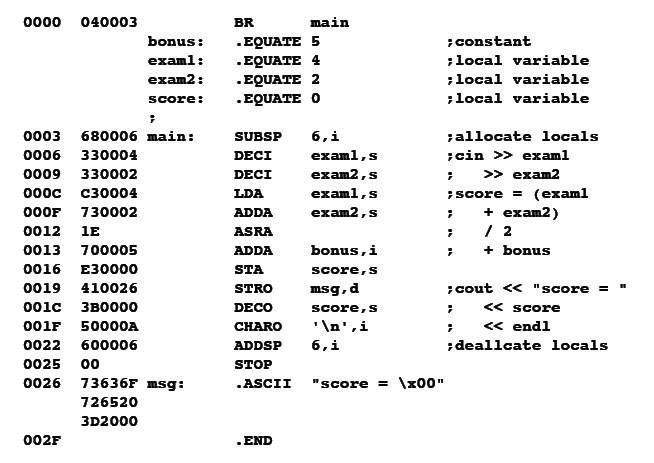 0000 040003 BR main
bonus: .EQUATE 5 ;constant
exam1: .EQUATE 4 ;local variable
exam2: .EQUATE 2 ;local variable
score: .EQUATE 0 ;local variable
;
0003 680006 main: SUBSP 6,i ;allocate locals
0006 330004 DECI exam1,s ;cin >> exam1
0009 330002 DECI exam2,s ; >> exam2
000C C30004 LDA exam1,s ;score = (exam1
000F 730002 ADDA exam2,s ; + exam2)
0012 1E ASRA ; / 2
0013 700005 ADDA bonus,i ; + bonus
0016 E30000 STA score,s
0019 410026 STRO msg,d ;cout << "score = "
001C 3B0000 DECO score,s ; << score
001F 50000A CHARO '\n',i ; << endl
0022 600006 ADDSP 6,i ;deallcate locals
0025 00 STOP
0026 73636F msg: .ASCII "score = \x00"
726520
3D2000
002F .END